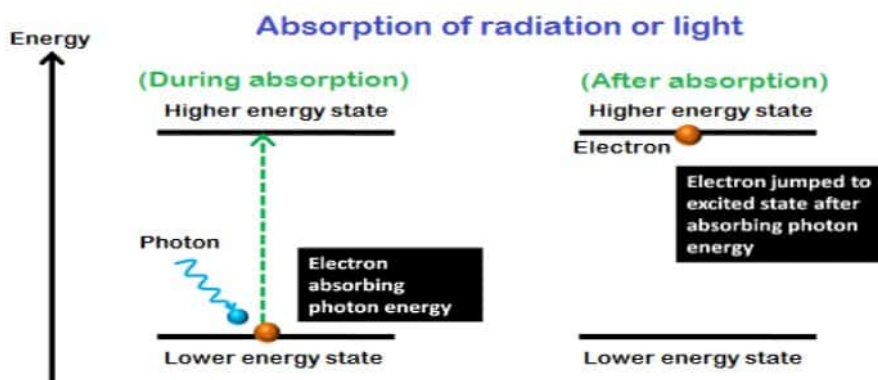 Absorption of radiation or light
Energy
(During absorption)
Higher energy state
Photon
Electron
absorbing
photon energy
Lower energy state
(After absorption)
Higher energy state
Electron
Electron jumped to
excited state after
absorbing photon
energy
Lower energy state